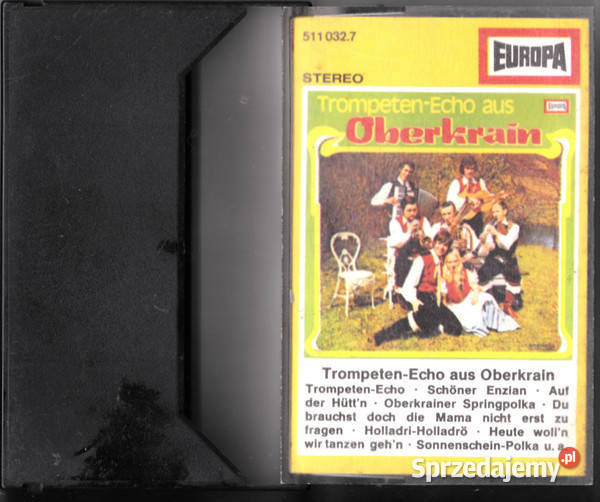 511 032.7
EUROPA
STEREO
Trompeten-Echo aus
EUROPA
Oberkrain
Trompeten-Echo aus Oberkrain
Trompeten-Echo · Schöner Enzian · Auf
der Hütt'n · Oberkrainer Springpolka · Du
brauchst doch die Mama nicht erst zu
fragen · Holladri-Holladrö · Heute woll'n
wir tanzen geh'n · Sonnenschein-Polka u. a.
Sprzedajemy.pl